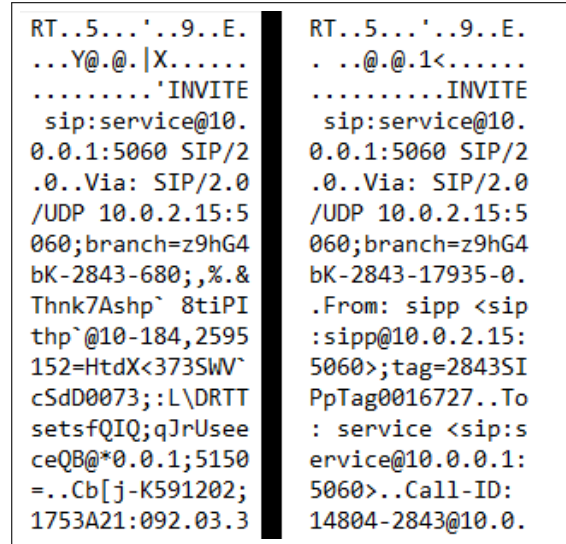 RT..5...'..9..E.
...Y@.@.|X......
.........'INVITE
 sip:service@10.
0.0.1:5060 SIP/2
.0..Via: SIP/2.0
/UDP 10.0.2.15:5
060;branch=z9hG4
bK-2843-680;,%.&
Thnk7Ashp` 8tiPI
thp`@10-184,2595
152=HtdX<373SWV`
cSdD0073;:L\DRTT
setsfQIQ;qJrUsee
ceQB@*0.0.1;5150
=..Cb[j-K591202;
1753A21:092.03.3
RT..5...'..9..E.
. ..@.@.1<......
..........INVITE
 sip:service@10.
0.0.1:5060 SIP/2
.0..Via: SIP/2.0
/UDP 10.0.2.15:5
060;branch=z9hG4
bK-2843-17935-0.
.From: sipp <sip
:sipp@10.0.2.15:
5060>;tag=2843SI
PpTag0016727..To
: service <sip:s
ervice@10.0.0.1:
5060>..Call-ID:
14804-2843@10.0.